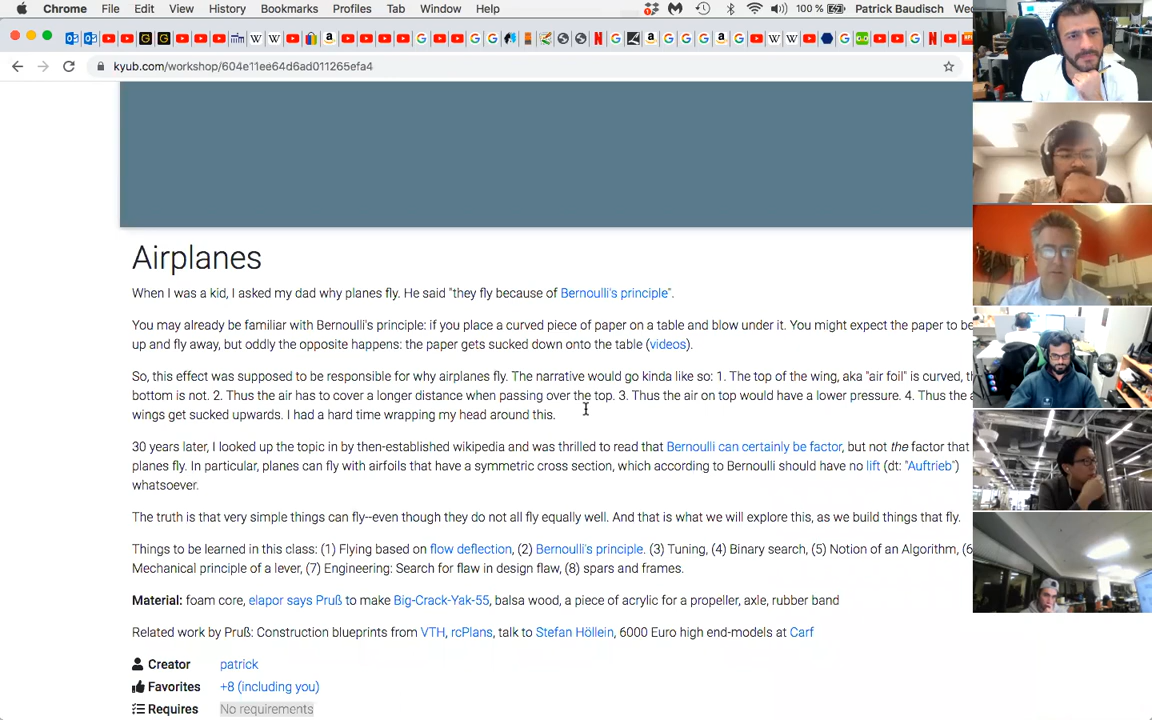 Chrome File Edit View History Bookmarks Profiles Tab Window Help 100 % Patrick Baudisch Wed
kyub.com/workshop/604e11ee64d6ad011265efa4
Airplanes
When I was a kid, I asked my dad why planes fly. He said "they fly because of Bernoulli's principle".
You may already be familiar with Bernoulli's principle: if you place a curved piece of paper on a table and blow under it. You might expect the paper to be
up and fly away, but oddly the opposite happens: the paper gets sucked down onto the table (videos).
So, this effect was supposed to be responsible for why airplanes fly. The narrative would go kinda like so: 1. The top of the wing, aka "air foil" is curved, th
bottom is not. 2. Thus the air has to cover a longer distance when passing over the top. 3. Thus the air on top would have a lower pressure. 4. Thus the a
wings get sucked upwards. I had a hard time wrapping my head around this.
30 years later, I looked up the topic in by then-established wikipedia and was thrilled to read that Bernoulli can certainly be factor, but not the factor that
planes fly. In particular, planes can fly with airfoils that have a symmetric cross section, which according to Bernoulli should have no lift (dt: "Auftrieb")
whatsoever.
The truth is that very simple things can fly--even though they do not all fly equally well. And that is what we will explore this, as we build things that fly.
Things to be learned in this class: (1) Flying based on flow deflection, (2) Bernoulli's principle. (3) Tuning, (4) Binary search, (5) Notion of an Algorithm, (6
Mechanical principle of a lever, (7) Engineering: Search for flaw in design flaw, (8) spars and frames.
Material: foam core, elapor says Pruß to make Big-Crack-Yak-55, balsa wood, a piece of acrylic for a propeller, axle, rubber band
Related work by Pruß: Construction blueprints from VTH, rcPlans, talk to Stefan Höllein, 6000 Euro high end-models at Carf
Creator patrick
Favorites +8 (including you)
Requires No requirements